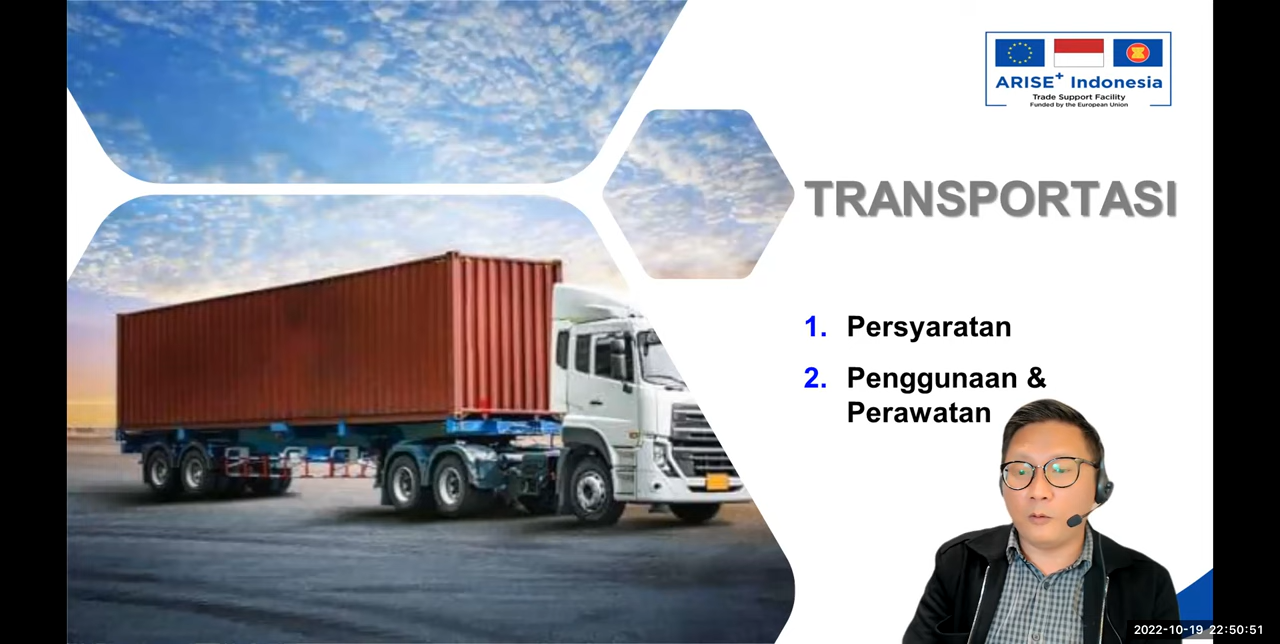 ARISE+ Indonesia
Trade Support Facility
Funded by the European Union
TRANSPORTASI
1. Persyaratan
2. Penggunaan &
Perawatan
2022-10-19 22:50:51